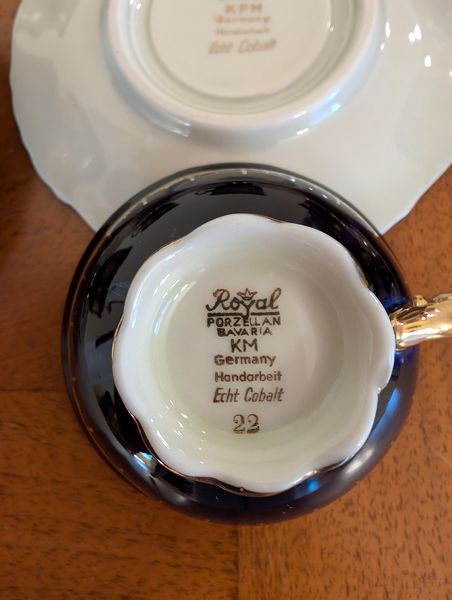 KPM
Germany
Handarbeit
Echt Cobalt
Royal
PORZELLAN
BAVARIA
KM
Germany
Handarbeit
Echt Cobalt
22